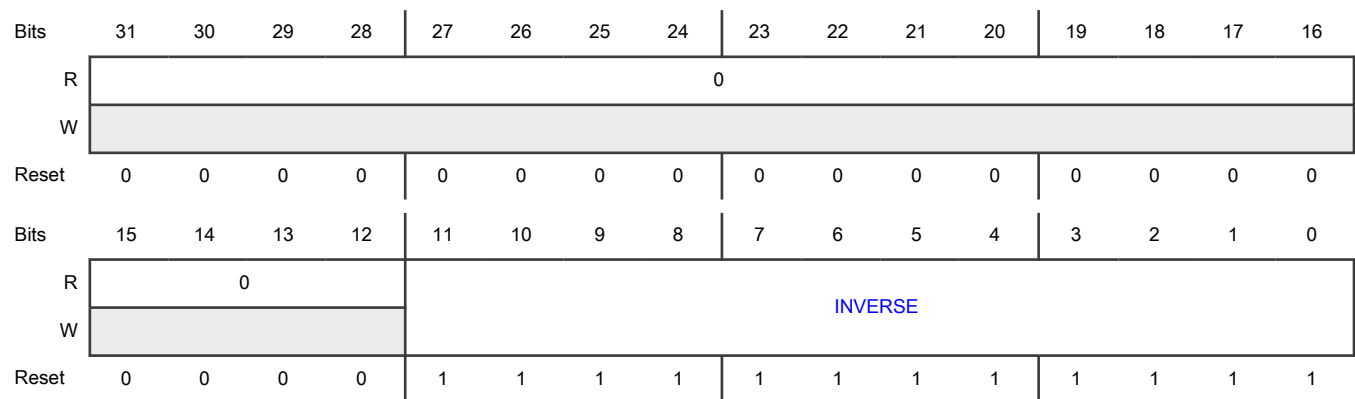 Bits 31 30 29 28 27 26 25 24 23 22 21 20 19 18 17 16
R 0
W
Reset 0 0 0 0 0 0 0 0 0 0 0 0 0 0 0 0
Bits 15 14 13 12 11 10 9 8 7 6 5 4 3 2 1 0
R 0
INVERSE
W
Reset 0 0 0 0 1 1 1 1 1 1 1 1 1 1 1 1